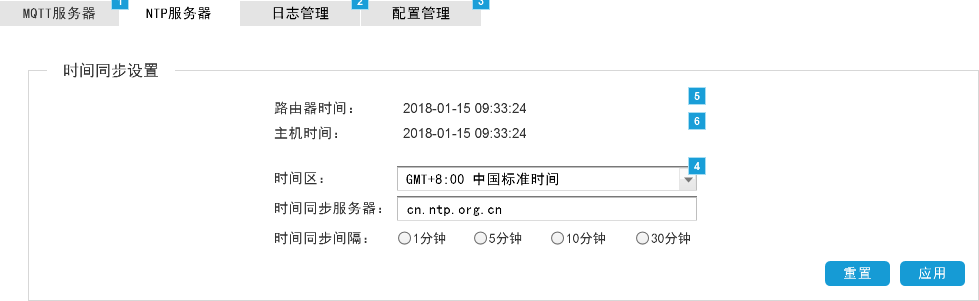 MQTT服务器 1 NTP服务器 日志管理 2 配置管理 3
时间同步设置
路由器时间： 2018-01-15 09:33:24 5
主机时间： 2018-01-15 09:33:24 6
时间区： GMT+8:00 中国标准时间 4
时间同步服务器： cn.ntp.org.cn
时间同步间隔： 1分钟 5分钟 10分钟 30分钟
重置 应用